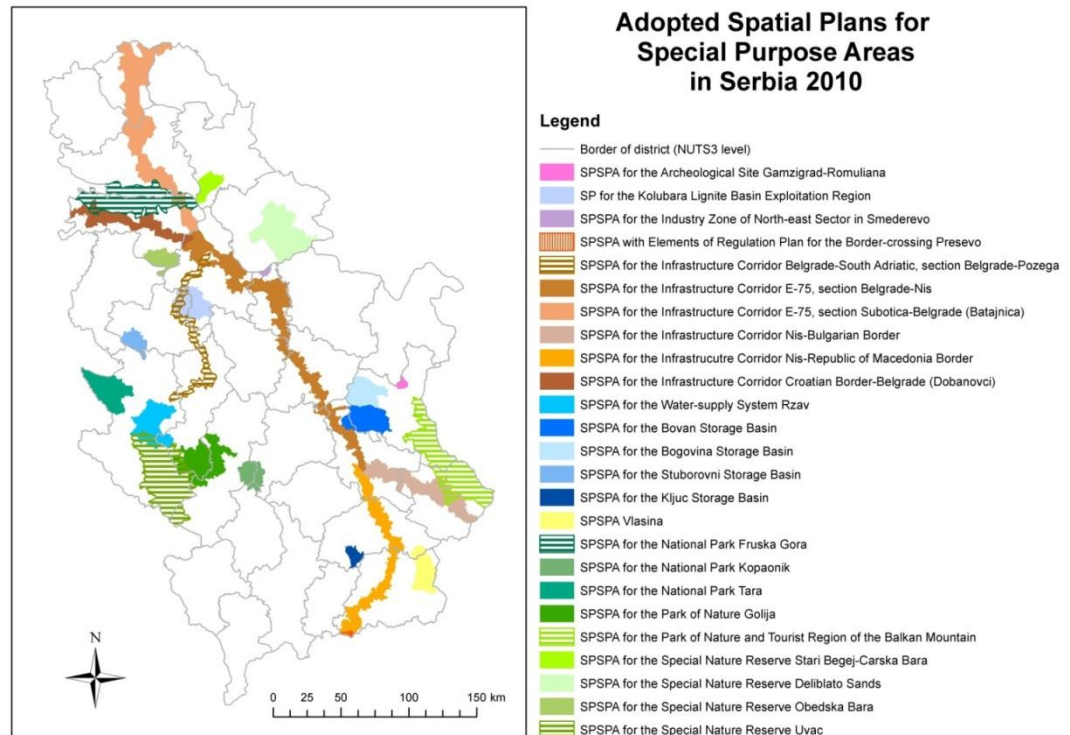 Adopted Spatial Plans for
Special Purpose Areas
in Serbia 2010
Legend
Border of district (NUTS3 level)
SPSPA for the Archeological Site Gamzigrad-Romuliana
SP for the Kolubara Lignite Basin Exploitation Region
SPSPA for the Industry Zone of North-east Sector in Smederevo
SPSPA with Elements of Regulation Plan for the Border-crossing Presevo
SPSPA for the Infrastructure Corridor Belgrade-South Adriatic, section Belgrade-Pozega
SPSPA for the Infrastructure Corridor E-75, section Belgrade-Nis
SPSPA for the Infrastructure Corridor E-75, section Subotica-Belgrade (Batajnica)
SPSPA for the Infrastructure Corridor Nis-Bulgarian Border
SPSPA for the Infrastrucutre Corridor Nis-Republic of Macedonia Border
SPSPA for the Infrastructure Corridor Croatian Border-Belgrade (Dobanovci)
SPSPA for the Water-supply System Rzav
SPSPA for the Bovan Storage Basin
SPSPA for the Bogovina Storage Basin
SPSPA for the Stuborovni Storage Basin
SPSPA for the Kljuc Storage Basin
SPSPA Vlasina
SPSPA for the National Park Fruska Gora
SPSPA for the National Park Kopaonik
SPSPA for the National Park Tara
SPSPA for the Park of Nature Golija
SPSPA for the Park of Nature and Tourist Region of the Balkan Mountain
SPSPA for the Special Nature Reserve Stari Begej-Carska Bara
SPSPA for the Special Nature Reserve Deliblato Sands
SPSPA for the Special Nature Reserve Obedska Bara
SPSPA for the Special Nature Reserve Uvac
N
0 25 50 100 150 km